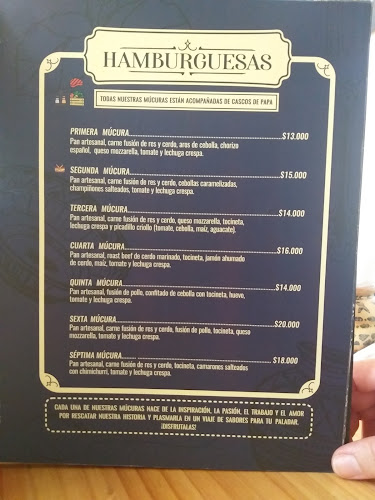 HAMBURGUESAS
TODAS NUESTRAS MÚCURAS ESTÁN ACOMPAÑADAS DE CASCOS DE PAPA
PRIMERA MÚCURA $13.000
Pan artesanal, carne fusión de res y cerdo, aros de cebolla, chorizo
español, queso mozzarella, tomate y lechuga crespa.
SEGUNDA MÚCURA $15.000
Pan artesanal, carne fusión de res y cerdo, cebollas caramelizadas,
champiñones salteados, tomate y lechuga crespa.
TERCERA MÚCURA $14.000
Pan artesanal, carne fusión de res y cerdo, queso mozzarella, tocineta,
lechuga crespa y picadillo criollo (tomate, cebolla, maíz, aguacate).
CUARTA MÚCURA $16.000
Pan artesanal, roast beef de cerdo marinado, tocineta, jamón ahumado
de cerdo, maíz, tomate y lechuga crespa.
QUINTA MÚCURA $14.000
Pan artesanal, fusión de pollo, confitado de cebolla con tocineta, huevo,
tomate y lechuga crespa.
SEXTA MÚCURA $20.000
Pan artesanal, carne fusión de res y cerdo, fusión de pollo, tocineta, queso
mozzarella, tomate y lechuga crespa.
SÉPTIMA MÚCURA $18.000
Pan artesanal, carne fusión de res y cerdo, tocineta, camarones salteados
con chimichurri, tomate y lechuga crespa.
CADA UNA DE NUESTRAS MÚCURAS NACE DE LA INSPIRACIÓN, LA PASIÓN, EL TRABAJO Y EL AMOR
POR RESCATAR NUESTRA HISTORIA Y PLASMARLA EN UN VIAJE DE SABORES PARA TU PALADAR.
¡DISFRUTALAS!